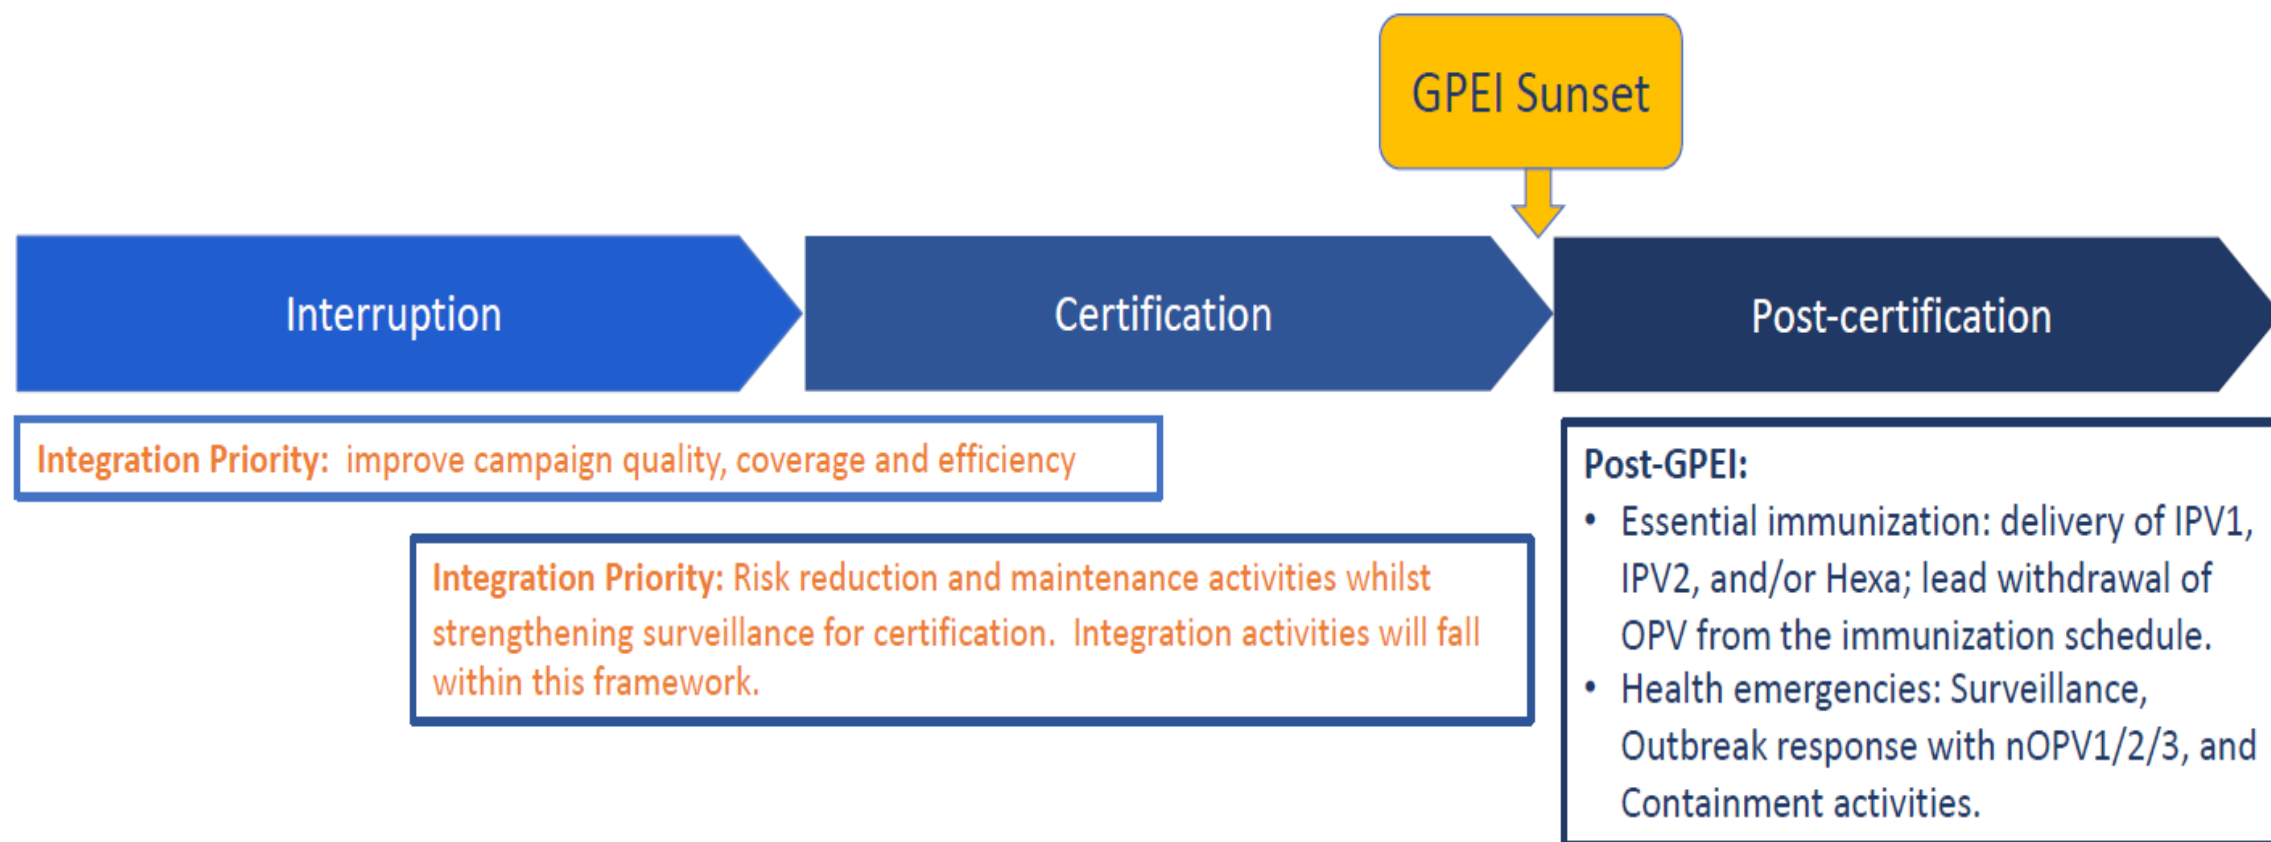 GPEI Sunset
Interruption
Certification
Post-certification
Integration Priority:  improve campaign quality, coverage and efficiency
Integration Priority: Risk reduction and maintenance activities whilst
strengthening surveillance for certification.  Integration activities will fall
within this framework.
Post-GPEI:
• Essential immunization: delivery of IPV1,
IPV2, and/or Hexa; lead withdrawal of
OPV from the immunization schedule.
• Health emergencies: Surveillance,
Outbreak response with nOPV1/2/3, and
Containment activities.